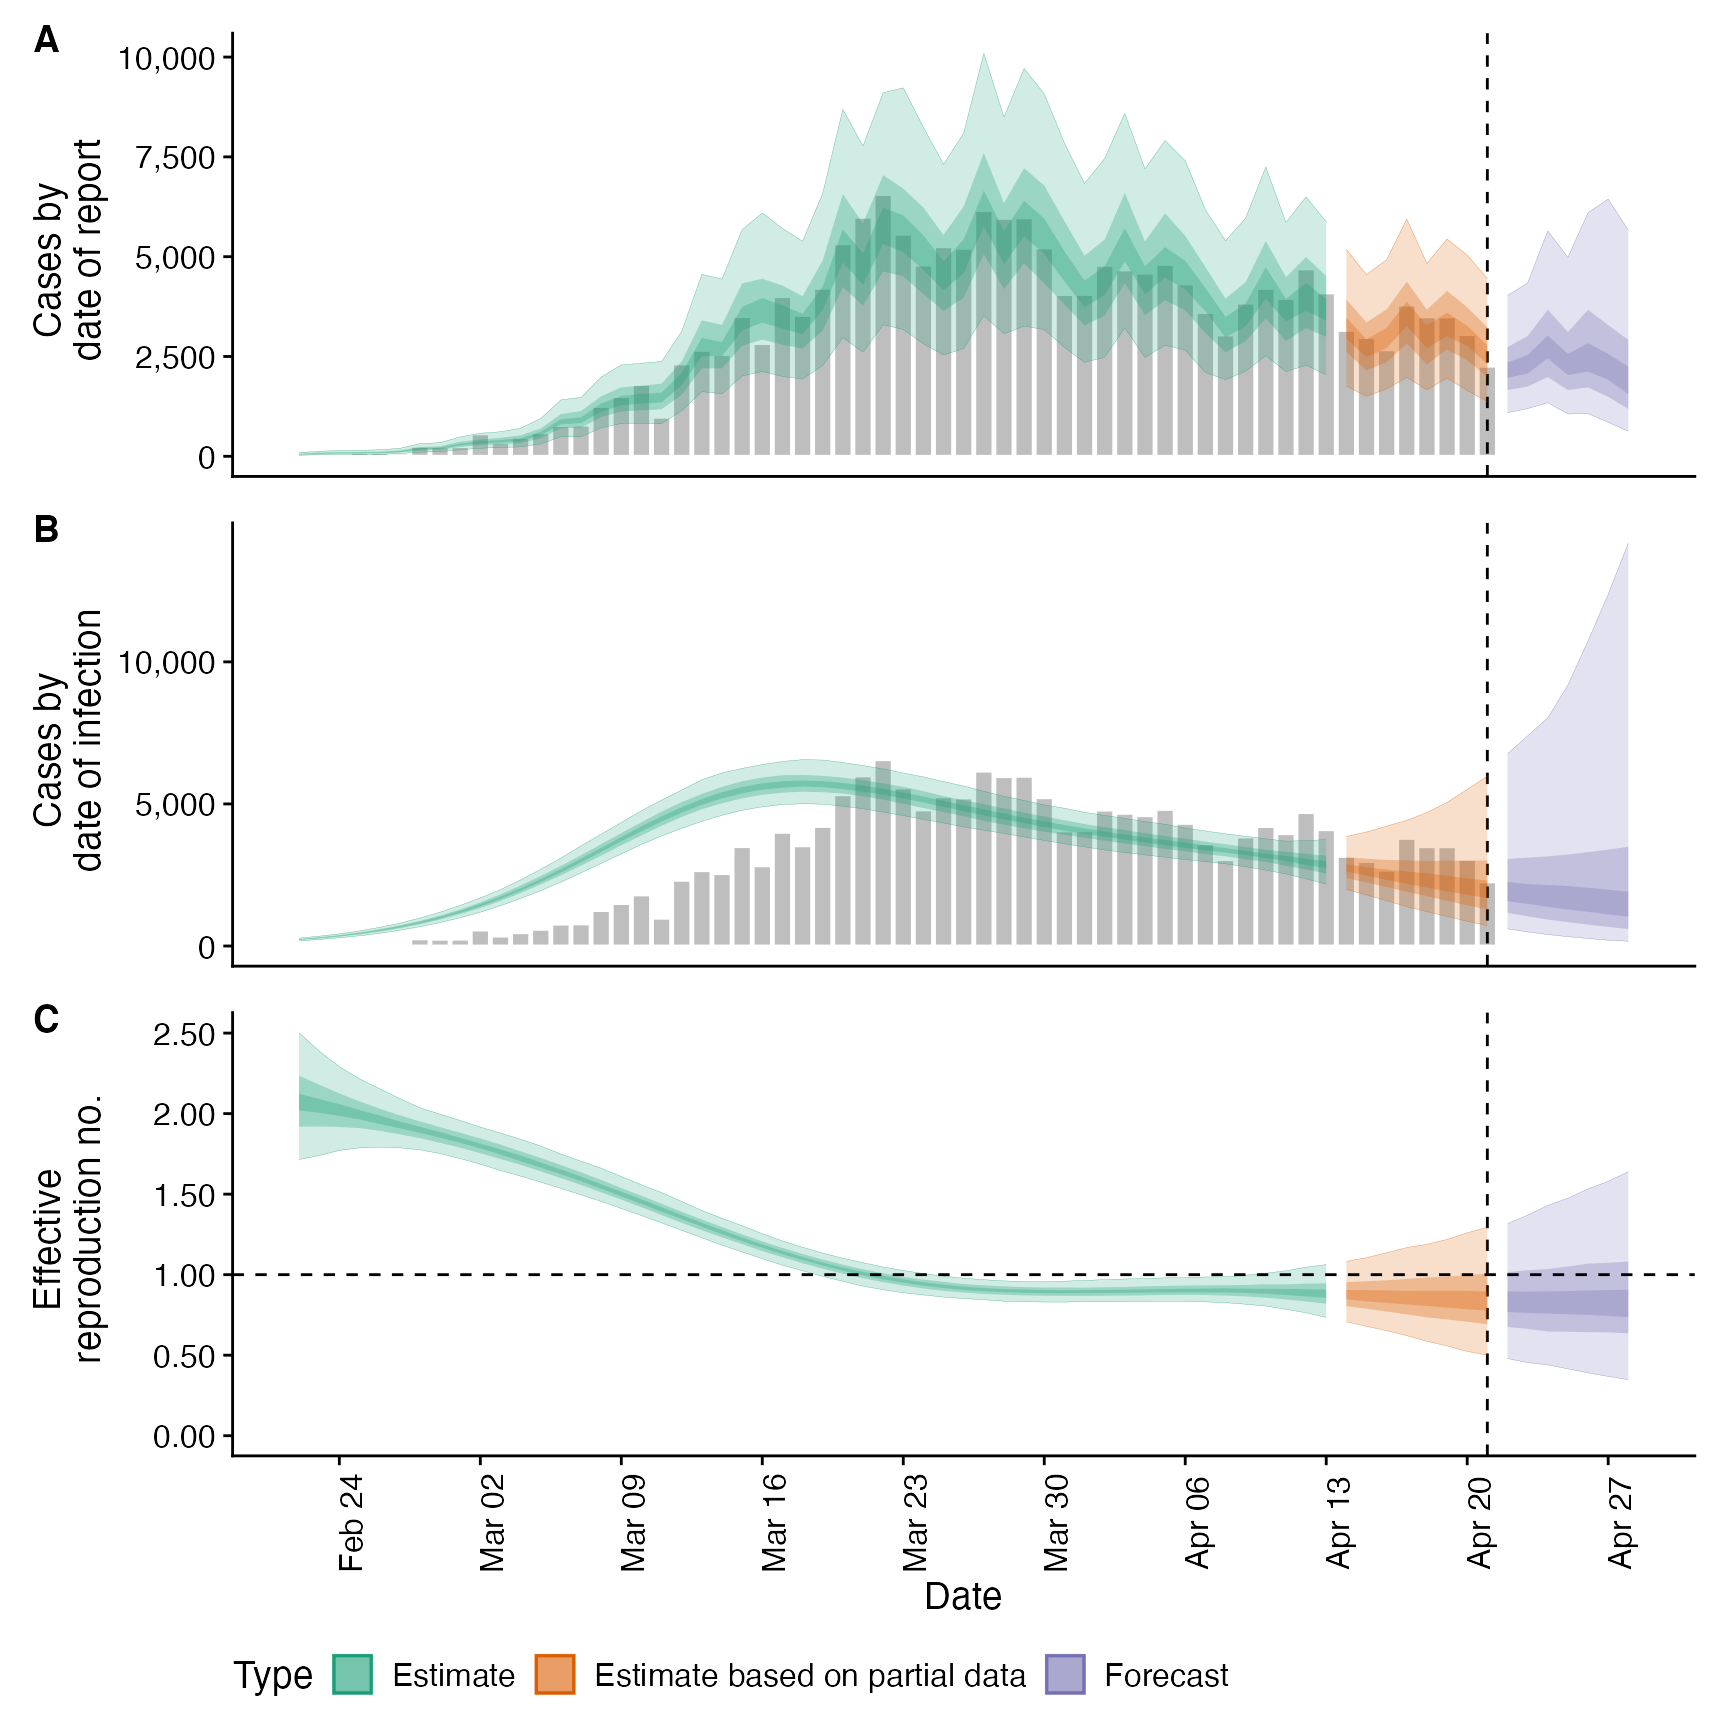 A
Cases by
date of report
10,000
7,500
5,000
2,500
0
B
Cases by
date of infection
10,000
5,000
0
C
Effective
reproduction no.
2.50
2.00
1.50
1.00
0.50
0.00
Feb 24
Mar 02
Mar 09
Mar 16
Mar 23
Mar 30
Apr 06
Apr 13
Apr 20
Apr 27
Date
Type Estimate Estimate based on partial data Forecast